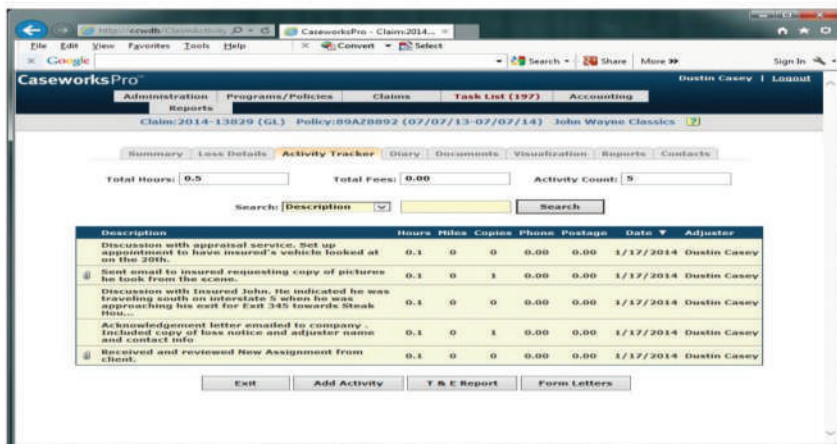 CaseworksPro - Claim:2014...
File Edit View Favorites Tools Help
Convert Select
Google
Search Share More »
Sign In
CaseworksPro
Dustin Casey | Logout
Administration Programs/Policies Claims Task List (197) Accounting
Reports
Claim:2014-13829 (GL) Policy:89AZ8892 (07/07/13-07/07/14) John Wayne Classics
Summary Loss Details Activity Tracker Diary Documents Visualization Reports Contacts
Total Hours: 0.5 Total Fees: 0.00 Activity Count: 5
Search: Description Search
Description Hours Miles Copies Phone Postage Date ▼ Adjuster
Discussion with appraisal service. Set up
appointment to have insured's vehicle looked at
on the 20th.
0.1 0 0 0.00 0.00 1/17/2014 Dustin Casey
Sent email to insured requesting copy of pictures
he took from the scene.
0.1 0 1 0.00 0.00 1/17/2014 Dustin Casey
Discussion with Insured John. He indicated he was
traveling south on interstate 5 when he was
approaching his exit for Exit 345 towards Steak
Hou...
0.1 0 0 0.00 0.00 1/17/2014 Dustin Casey
Acknowledgement letter emailed to company .
Included copy of loss notice and adjuster name
and contact info
0.1 0 1 0.00 0.00 1/17/2014 Dustin Casey
Received and reviewed New Assignment from
client.
0.1 0 0 0.00 0.00 1/17/2014 Dustin Casey
Exit Add Activity T & E Report Form Letters